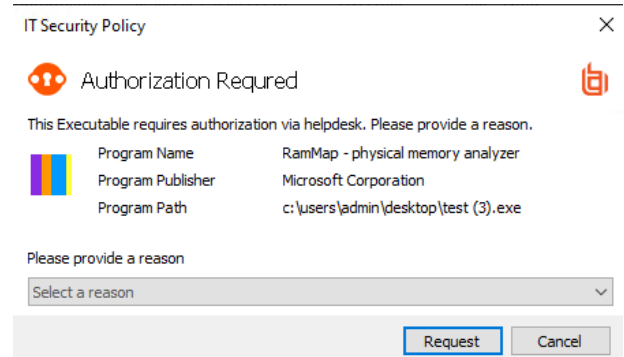 IT Security Policy
Authorization Requred
This Executable requires authorization via helpdesk. Please provide a reason.
Program Name RamMap - physical memory analyzer
Program Publisher Microsoft Corporation
Program Path c:\users\admin\desktop\test (3).exe
Please provide a reason
Select a reason
Request Cancel